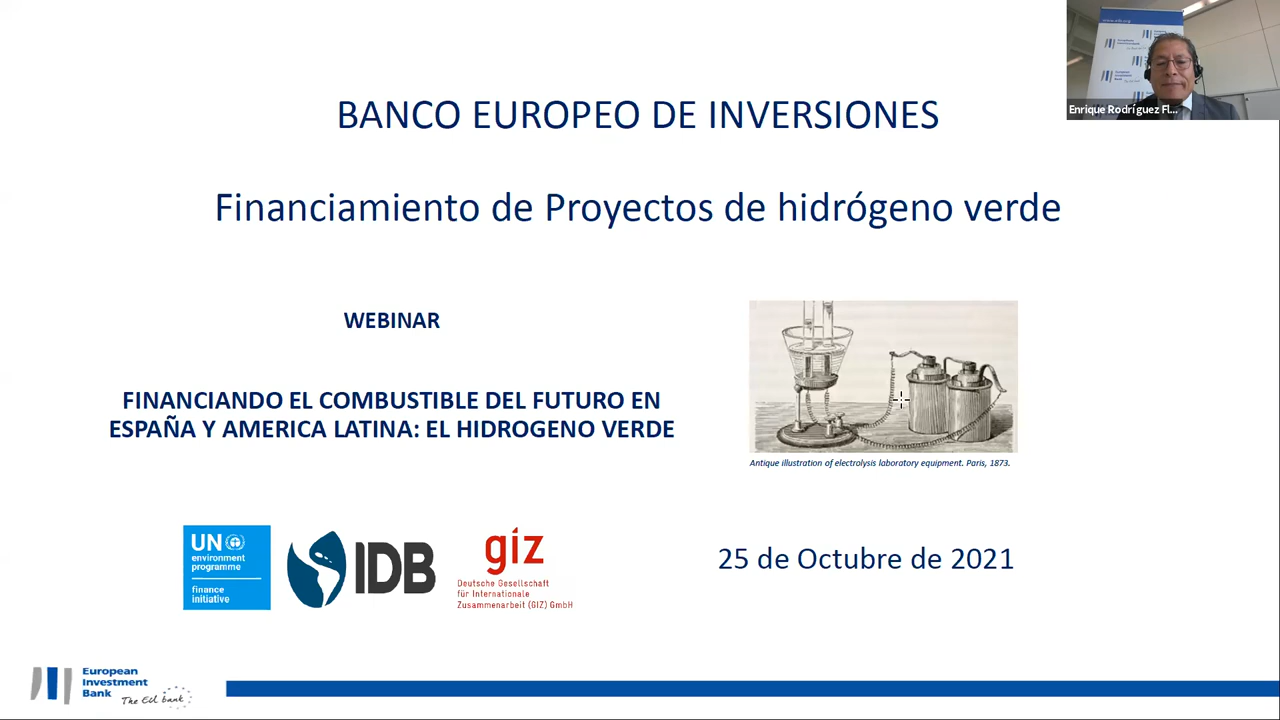 BANCO EUROPEO DE INVERSIONES
Financiamiento de Proyectos de hidrógeno verde
WEBINAR
FINANCIANDO EL COMBUSTIBLE DEL FUTURO EN
ESPAÑA Y AMERICA LATINA: EL HIDROGENO VERDE
Antique illustration of electrolysis laboratory equipment. Paris, 1873.
UN
environment
programme
finance
initiative
IDB
giz
Deutsche Gesellschaft
für Internationale
Zusammenarbeit (GIZ) GmbH
25 de Octubre de 2021
European
Investment
Bank
The EU bank
Enrique Rodríguez Fl...